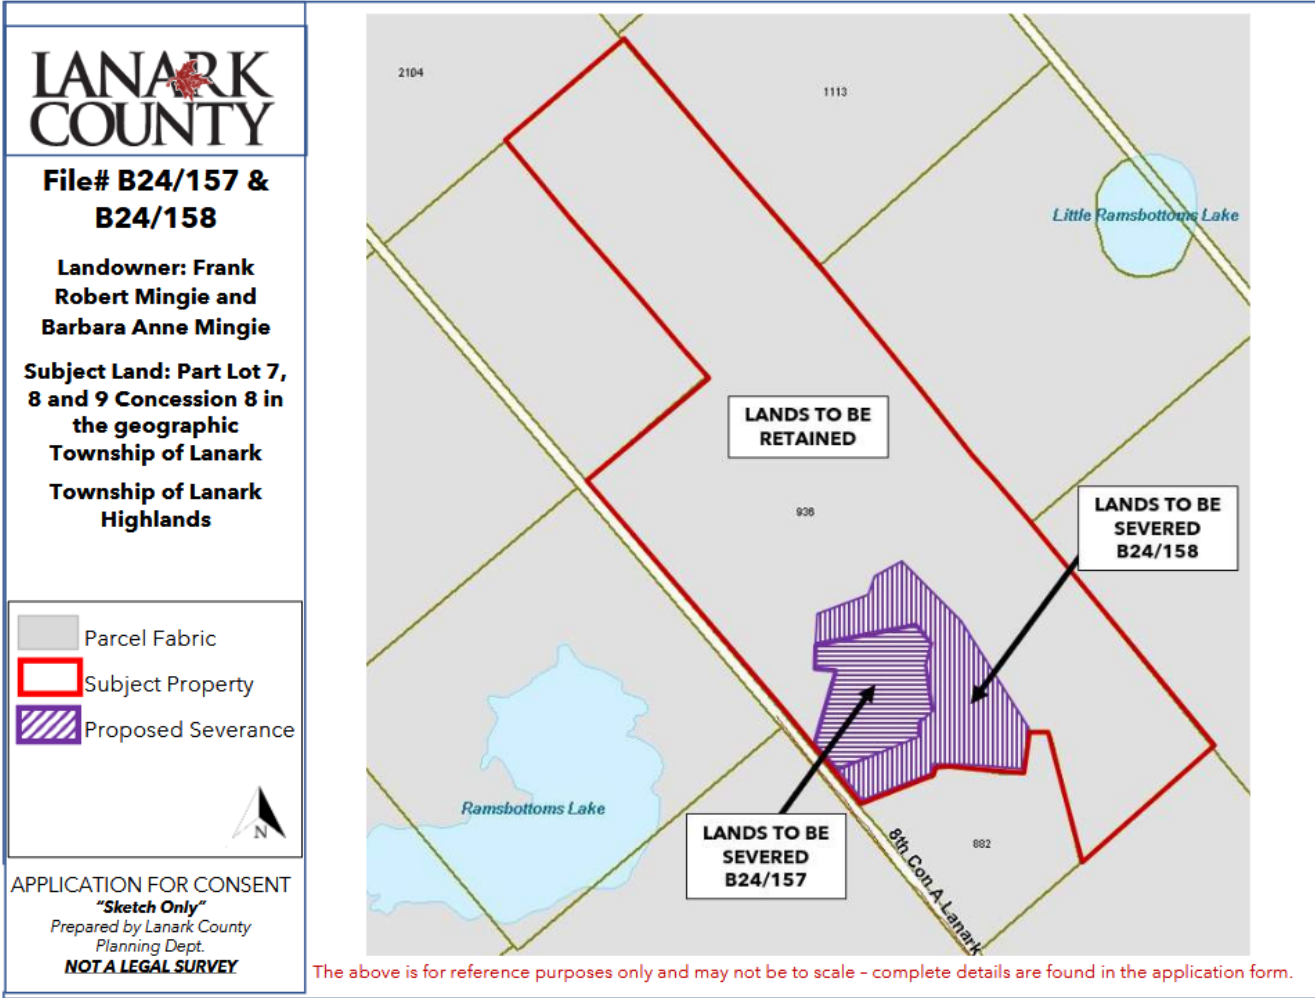 LANARK
COUNTY
File# B24/157 &
B24/158
Landowner: Frank
Robert Mingie and
Barbara Anne Mingie
Subject Land: Part Lot 7,
8 and 9 Concession 8 in
the geographic
Township of Lanark
Township of Lanark
Highlands
Parcel Fabric
Subject Property
Proposed Severance
N
APPLICATION FOR CONSENT
"Sketch Only"
Prepared by Lanark County
Planning Dept.
NOT A LEGAL SURVEY
2104
1113
Little Ramsbottoms Lake
LANDS TO BE
RETAINED
936
LANDS TO BE
SEVERED
B24/158
Ramsbottoms Lake
LANDS TO BE
SEVERED
B24/157
882
8th Con A Lanark
The above is for reference purposes only and may not be to scale – complete details are found in the application form.